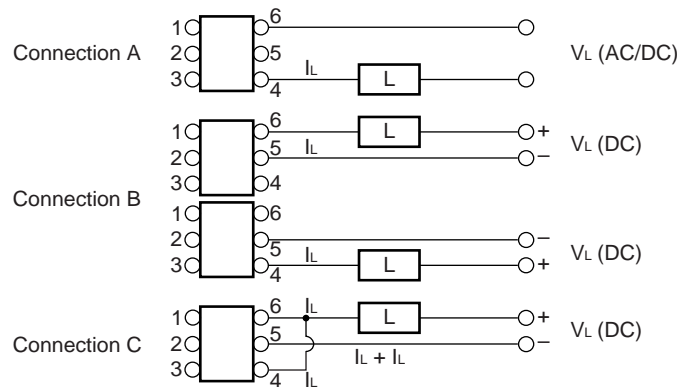 Connection A
1 6
2 5
3 4
IL L
VL (AC/DC)
Connection B
1 6
2 5
3 4
L
IL
+
−
VL (DC)
1 6
2 5
3 4
IL L
−
+
VL (DC)
Connection C
1 6
2 5
3 4
IL L
IL + IL
IL
+
−
VL (DC)